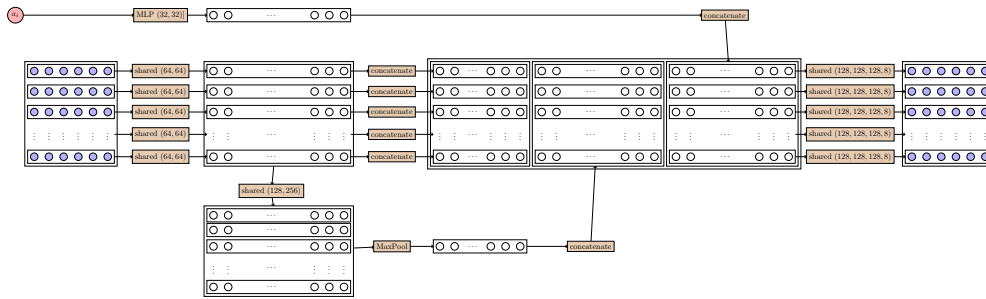 a_i MLP (32, 32)] ... concatenate
shared (64, 64) concatenate shared (128, 128, 128, 8)
shared (64, 64) concatenate shared (128, 128, 128, 8)
shared (64, 64) concatenate shared (128, 128, 128, 8)
shared (64, 64) concatenate shared (128, 128, 128, 8)
shared (64, 64) concatenate shared (128, 128, 128, 8)
shared (128, 256)
MaxPool concatenate